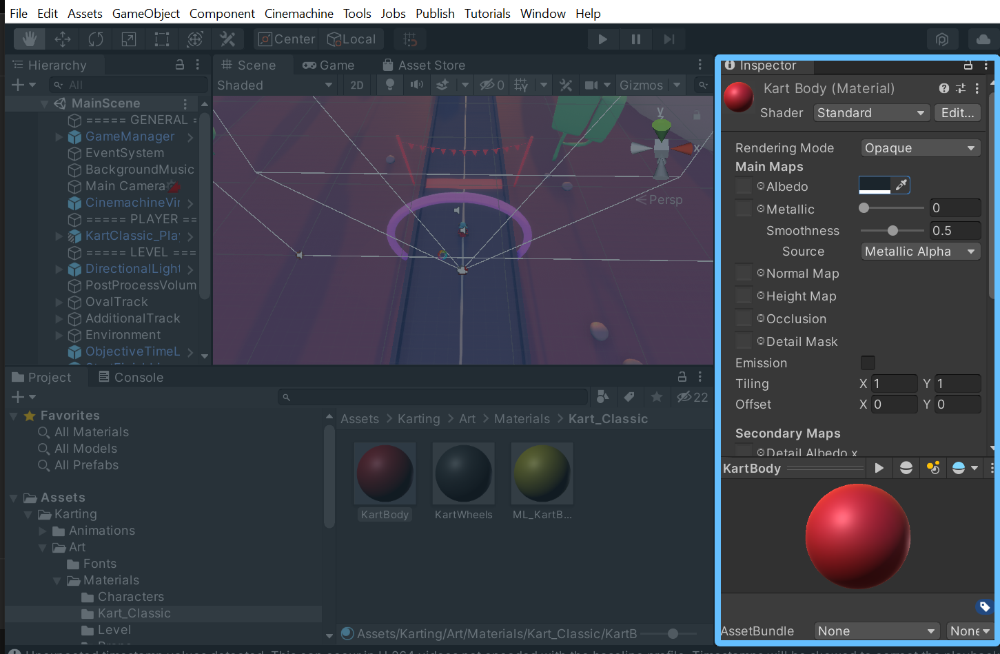 File Edit Assets GameObject Component Cinemachine Tools Jobs Publish Tutorials Window Help
Center Local
Hierarchy
All
MainScene
===== GENERAL =
GameManager
EventSystem
BackgroundMusic
Main Camera
CinemachineVir
===== PLAYER ==
KartClassic_Play
===== LEVEL ===
DirectionalLight
PostProcessVolum
OvalTrack
AdditionalTrack
Environment
ObjectiveTimeL
Scene Game Asset Store
Shaded 2D 0 Gizmos
y
x
Persp
Inspector
Kart Body (Material)
Shader Standard Edit...
Rendering Mode Opaque
Main Maps
Albedo
Metallic 0
Smoothness 0.5
Source Metallic Alpha
Normal Map
Height Map
Occlusion
Detail Mask
Emission
Tiling X 1 Y 1
Offset X 0 Y 0
Secondary Maps
Detail Albedo x
KartBody
AssetBundle None None
Project Console
22
Favorites
All Materials
All Models
All Prefabs
Assets
Karting
Animations
Art
Fonts
Materials
Characters
Kart_Classic
Level
Assets > Karting > Art > Materials > Kart_Classic
KartBody KartWheels ML_KartB...
Assets/Karting/Art/Materials/Kart_Classic/KartB